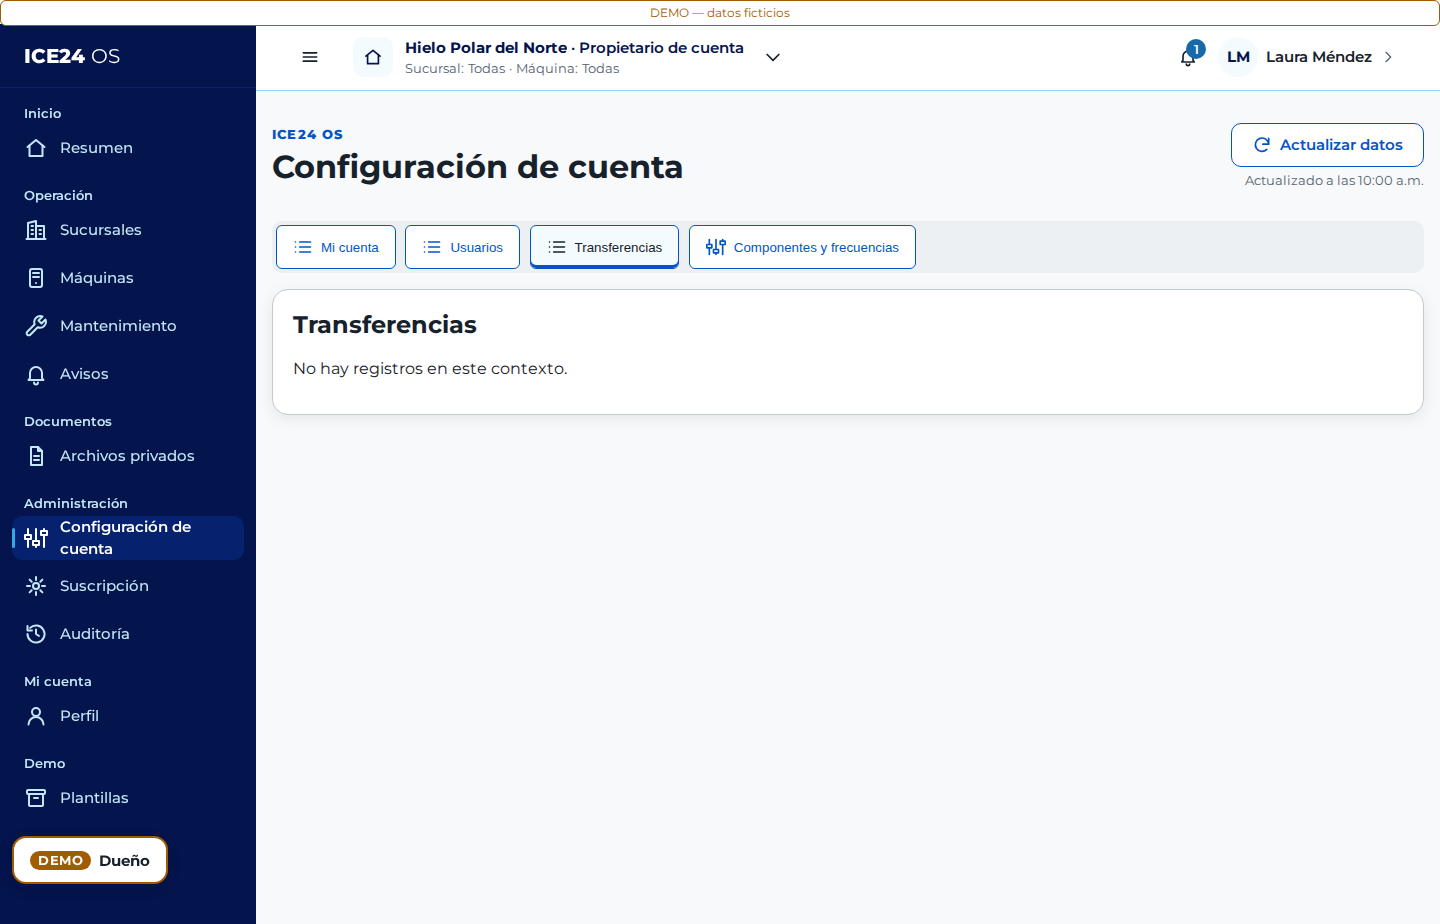 DEMO — datos ficticios
ICE24 OS
Inicio
Resumen
Operación
Sucursales
Máquinas
Mantenimiento
Avisos
Documentos
Archivos privados
Administración
Configuración de
cuenta
Suscripción
Auditoría
Mi cuenta
Perfil
Demo
Plantillas
DEMO Dueño
Hielo Polar del Norte · Propietario de cuenta
Sucursal: Todas · Máquina: Todas
1
LM Laura Méndez
ICE24 OS
Configuración de cuenta
Actualizar datos
Actualizado a las 10:00 a.m.
Mi cuenta
Usuarios
Transferencias
Componentes y frecuencias
Transferencias
No hay registros en este contexto.